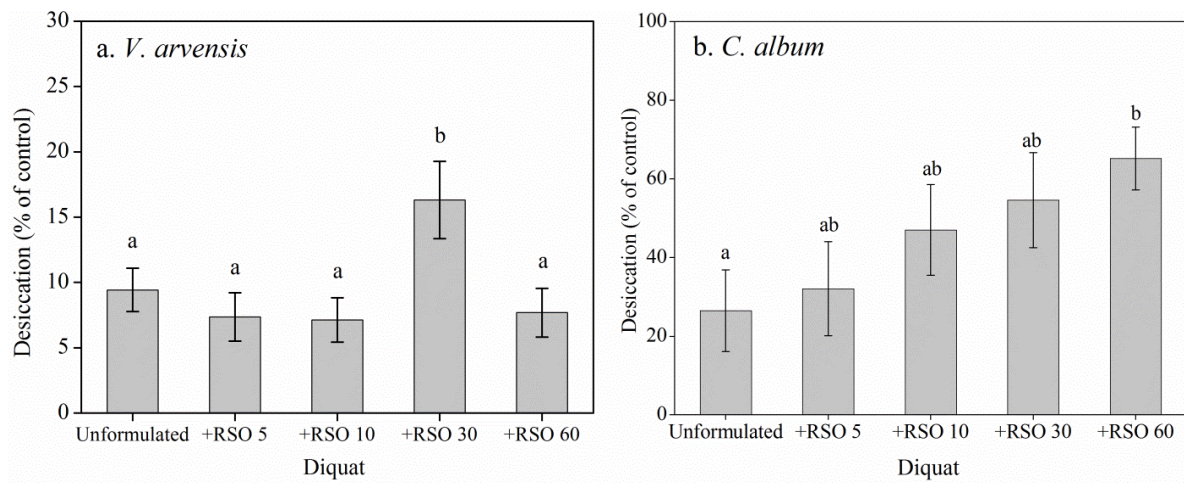 a. V. arvensis
Desiccation (% of control)
30
25
20
15
10
5
0
a
a
a
b
a
Unformulated
+RSO 5
+RSO 10
+RSO 30
+RSO 60
Diquat
b. C. album
Desiccation (% of control)
100
80
60
40
20
0
a
ab
ab
ab
b
Unformulated
+RSO 5
+RSO 10
+RSO 30
+RSO 60
Diquat